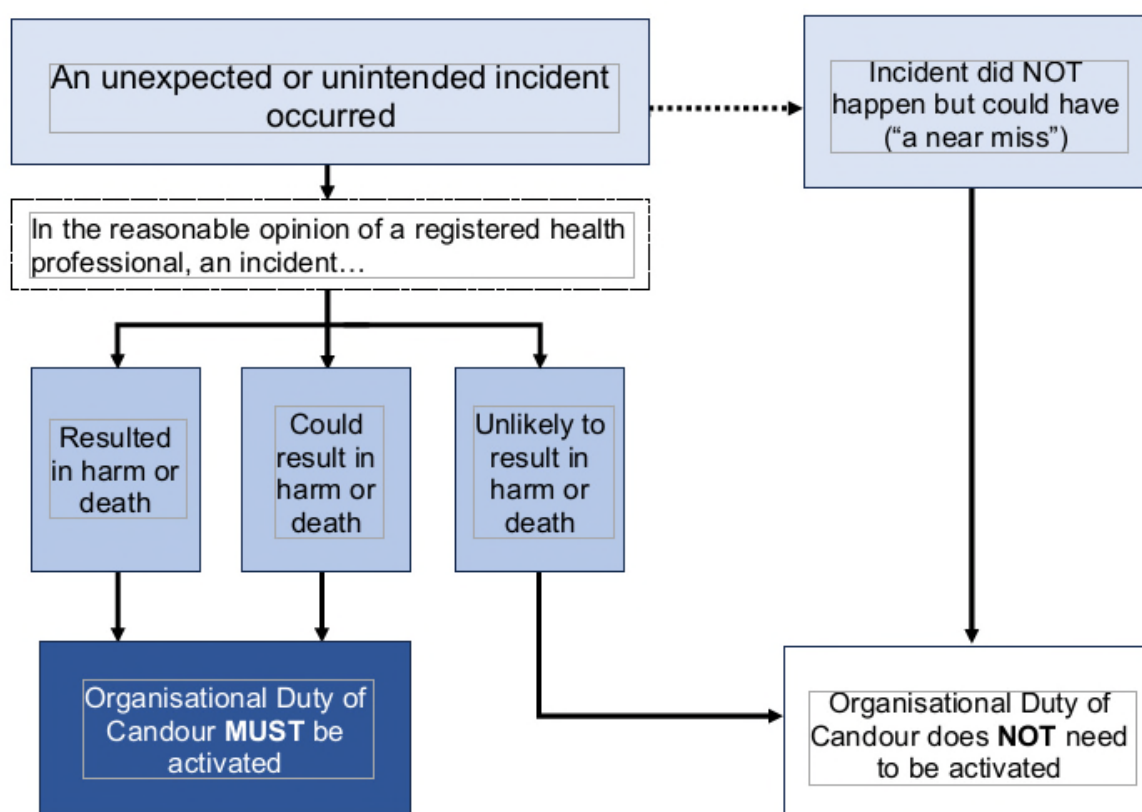 An unexpected or unintended incident
occurred
Incident did NOT
happen but could have
(“a near miss”)
In the reasonable opinion of a registered health
professional, an incident…
Resulted
in harm or
death
Could
result in
harm or
death
Unlikely to
result in
harm or
death
Organisational Duty of
Candour MUST be
activated
Organisational Duty of
Candour does NOT need
to be activated